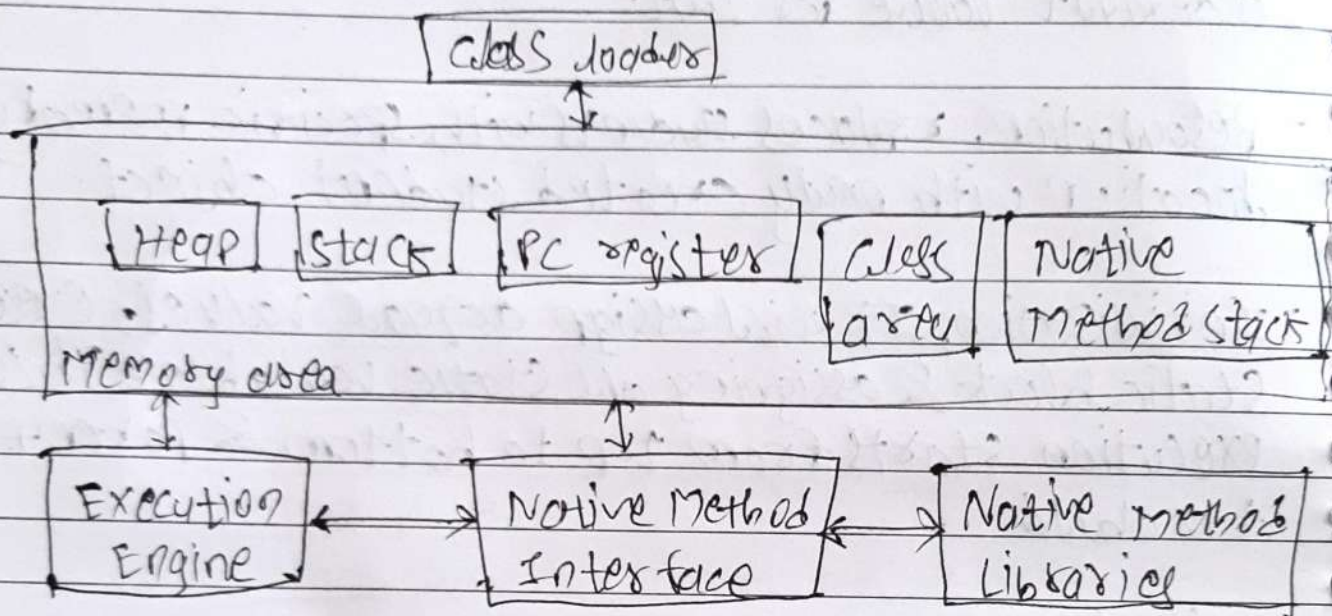 Class loader
Heap
Stack
PC register
Class
area
Native
Method stack
Memory area
Execution
Engine
Native Method
Interface
Native method
Libraries